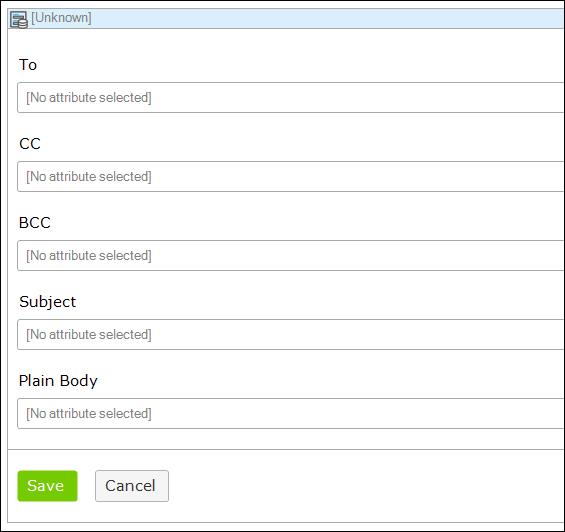 [Unknown]
To
[No attribute selected]
CC
[No attribute selected]
BCC
[No attribute selected]
Subject
[No attribute selected]
Plain Body
[No attribute selected]
Save Cancel